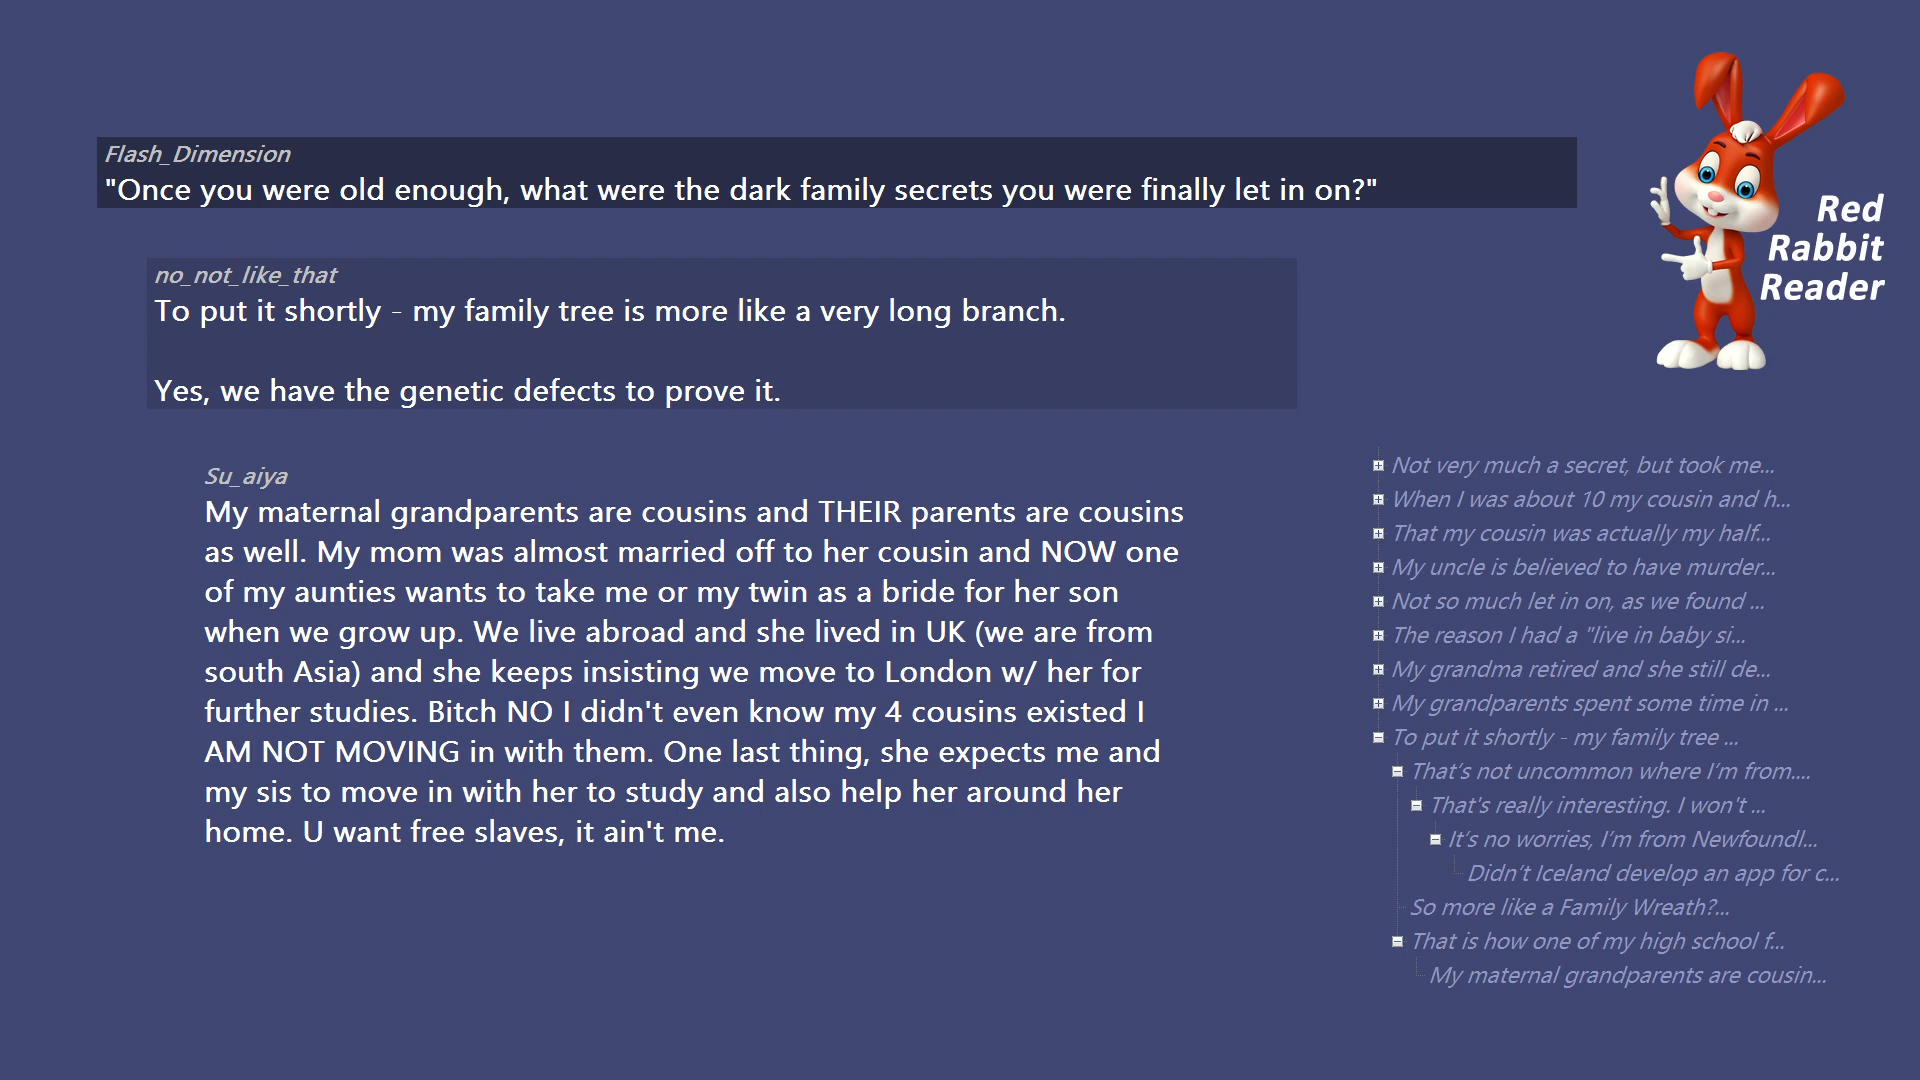 Flash_Dimension
"Once you were old enough, what were the dark family secrets you were finally let in on?"
no_not_like_that
To put it shortly - my family tree is more like a very long branch.
Yes, we have the genetic defects to prove it.
Su_aiya
My maternal grandparents are cousins and THEIR parents are cousins
as well. My mom was almost married off to her cousin and NOW one
of my aunties wants to take me or my twin as a bride for her son
when we grow up. We live abroad and she lived in UK (we are from
south Asia) and she keeps insisting we move to London w/ her for
further studies. Bitch NO I didn't even know my 4 cousins existed I
AM NOT MOVING in with them. One last thing, she expects me and
my sis to move in with her to study and also help her around her
home. U want free slaves, it ain't me.
Red
Rabbit
Reader
Not very much a secret, but took me...
When I was about 10 my cousin and h...
That my cousin was actually my half...
My uncle is believed to have murder...
Not so much let in on, as we found ...
The reason I had a "live in baby si...
My grandma retired and she still de...
My grandparents spent some time in ...
To put it shortly - my family tree ...
That’s not uncommon where I’m from....
That's really interesting. I won't ...
It’s no worries, I’m from Newfoundl...
Didn’t Iceland develop an app for c...
So more like a Family Wreath?...
That is how one of my high school f...
My maternal grandparents are cousin...